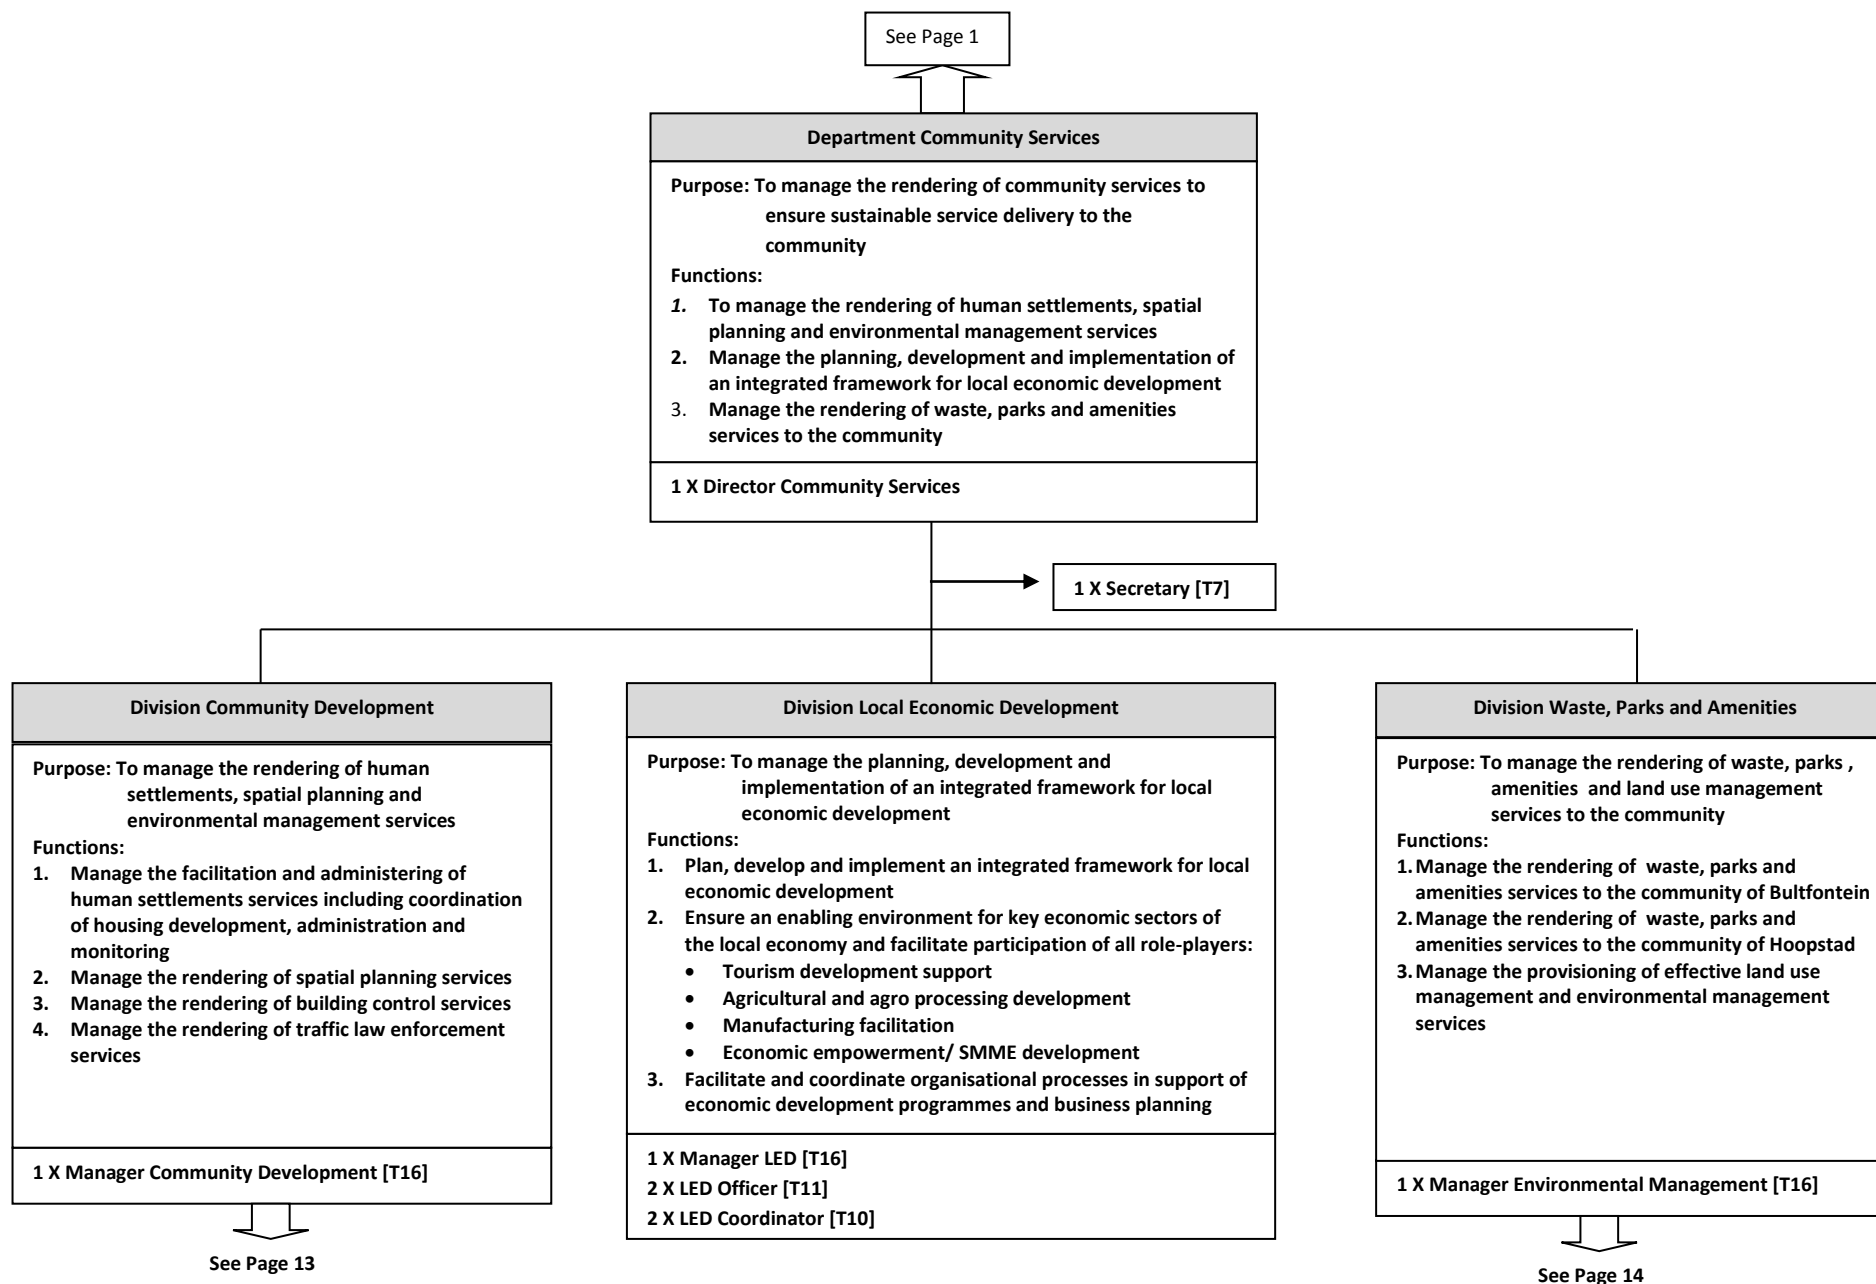 See Page 1
Department Community Services
Purpose: To manage the rendering of community services to
ensure sustainable service delivery to the
community
Functions:
1. To manage the rendering of human settlements, spatial
planning and environmental management services
2. Manage the planning, development and implementation of
an integrated framework for local economic development
3. Manage the rendering of waste, parks and amenities
services to the community
1 X Director Community Services
1 X Secretary [T7]
Division Community Development
Purpose: To manage the rendering of human
settlements, spatial planning and
environmental management services
Functions:
1. Manage the facilitation and administering of
human settlements services including coordination
of housing development, administration and
monitoring
2. Manage the rendering of spatial planning services
3. Manage the rendering of building control services
4. Manage the rendering of traffic law enforcement
services
1 X Manager Community Development [T16]
See Page 13
Division Local Economic Development
Purpose: To manage the planning, development and
implementation of an integrated framework for local
economic development
Functions:
1. Plan, develop and implement an integrated framework for local
economic development
2. Ensure an enabling environment for key economic sectors of
the local economy and facilitate participation of all role-players:
• Tourism development support
• Agricultural and agro processing development
• Manufacturing facilitation
• Economic empowerment/ SMME development
3. Facilitate and coordinate organisational processes in support of
economic development programmes and business planning
1 X Manager LED [T16]
2 X LED Officer [T11]
2 X LED Coordinator [T10]
Division Waste, Parks and Amenities
Purpose: To manage the rendering of waste, parks ,
amenities and land use management
services to the community
Functions:
1. Manage the rendering of waste, parks and
amenities services to the community of Bultfontein
2. Manage the rendering of waste, parks and
amenities services to the community of Hoopstad
3. Manage the provisioning of effective land use
management and environmental management
services
1 X Manager Environmental Management [T16]
See Page 14